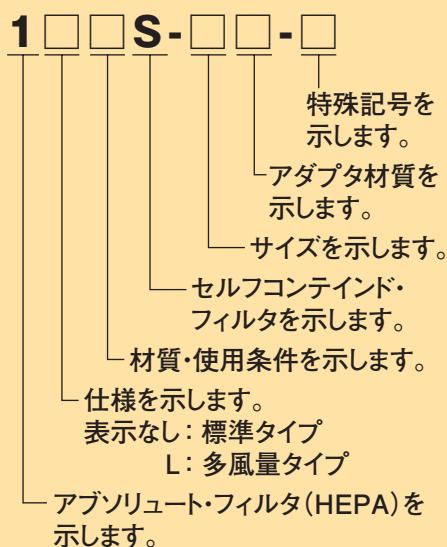 1□□S-□□-□
特殊記号を
示します。
アダプタ材質を
示します。
サイズを示します。
セルフコンテインド・
フィルタを示します。
材質・使用条件を示します。
仕様を示します。
表示なし：標準タイプ
L：多風量タイプ
アブソリュート・フィルタ（HEPA）を
示します。